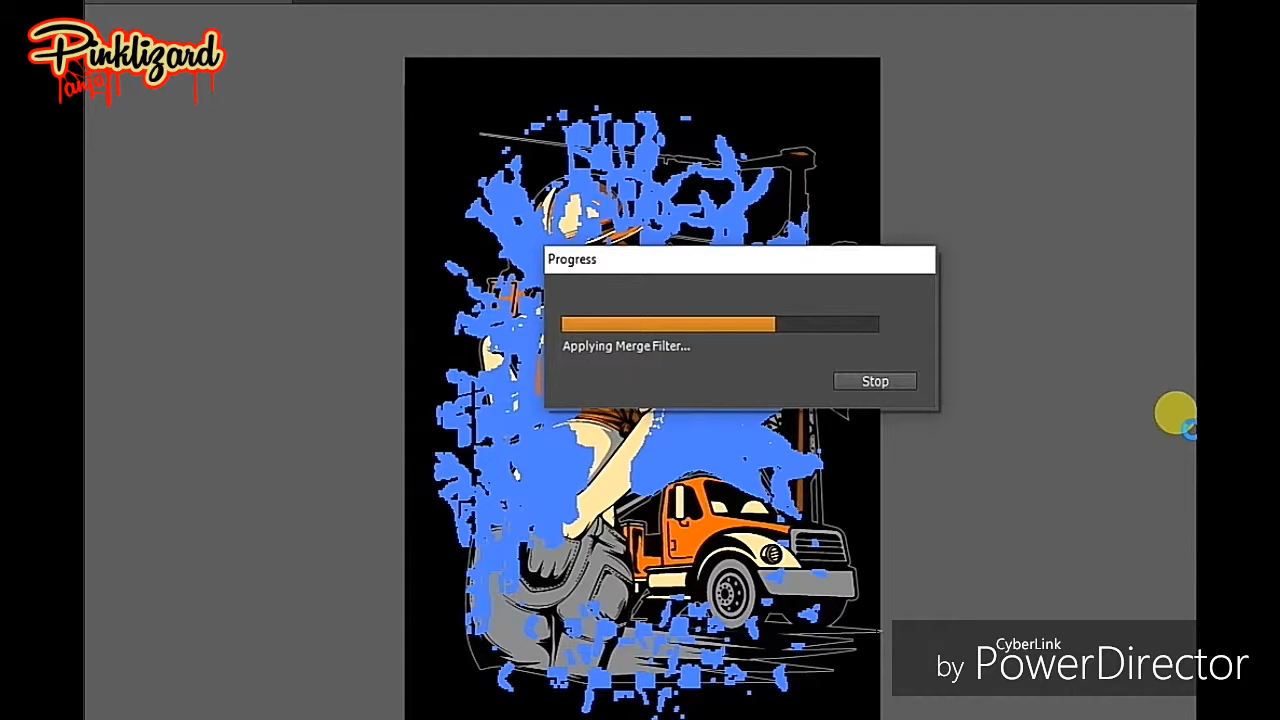 Pinklizard
Progress
Applying Merge Filter...
Stop
CyberLink
by PowerDirector